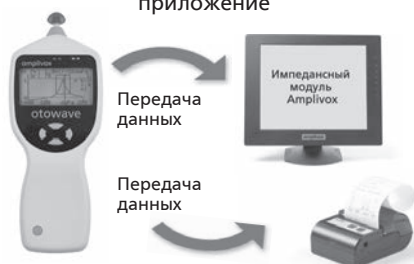 приложение
amplivox
otowave
Передача
данных
Импедансный
модуль
Amplivox
Передача
данных